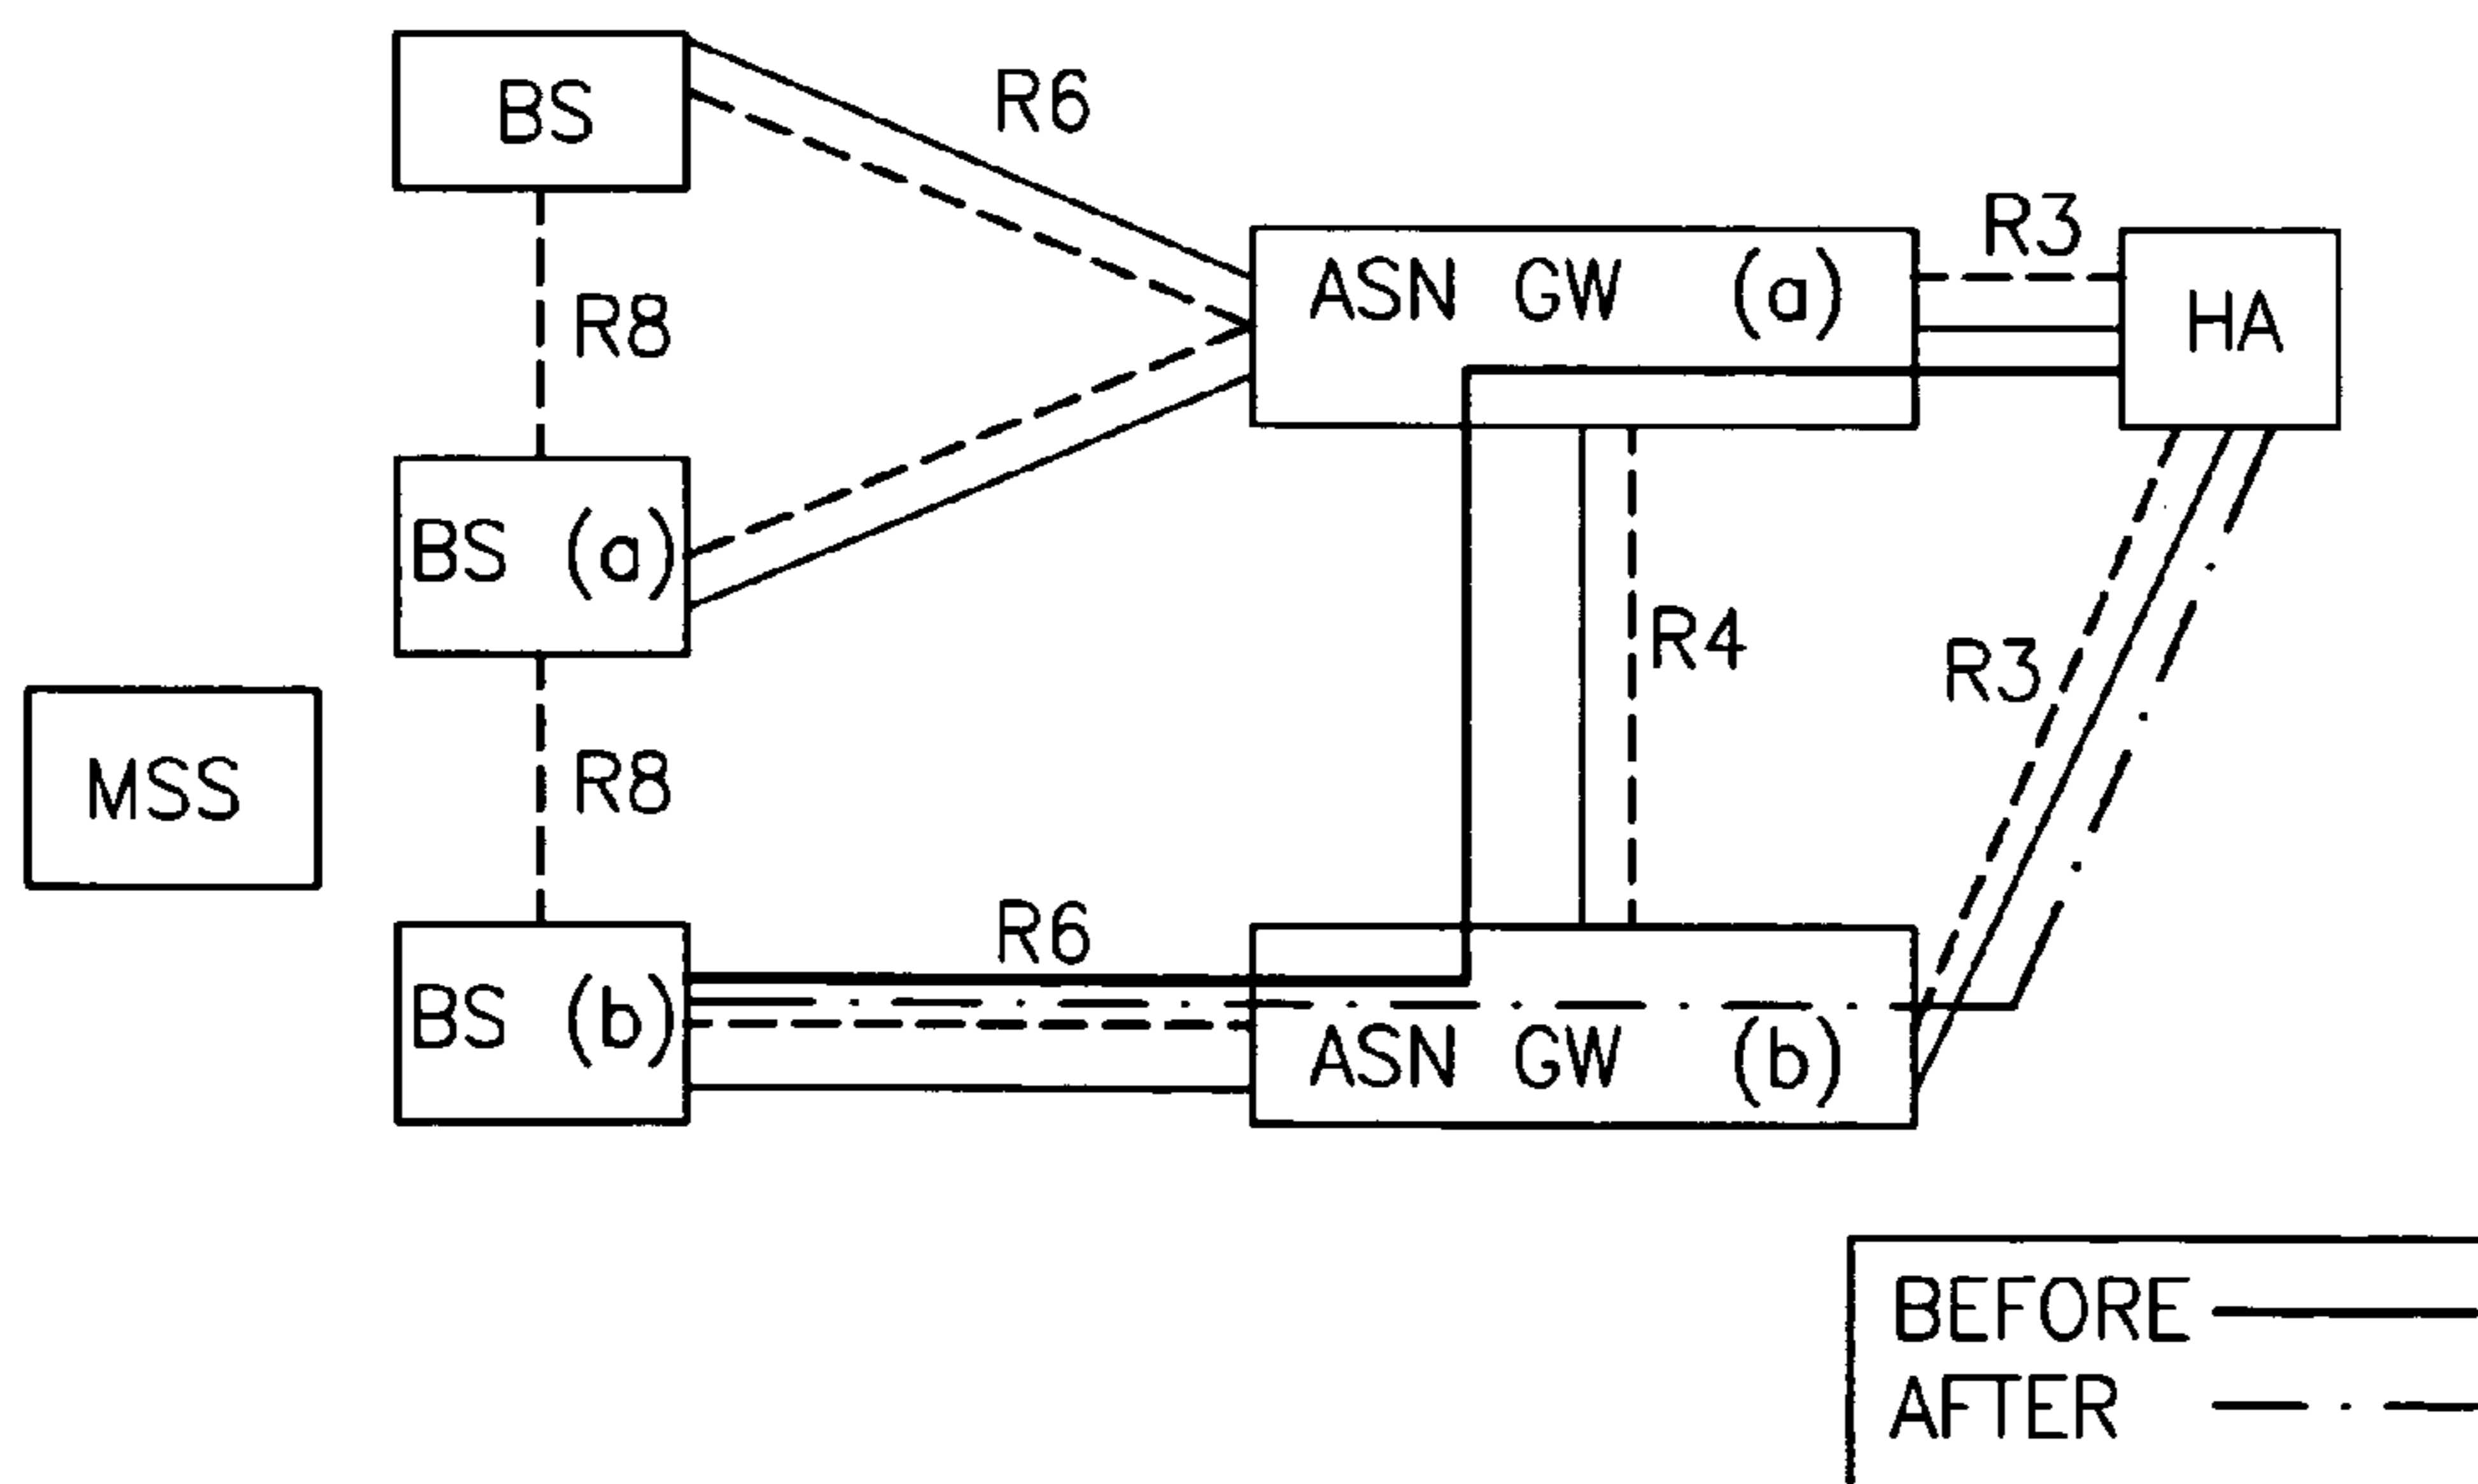 BS
R6
R3
ASN GW (a)
HA
R8
BS (a)
R4
R3
MSS
R8
R6
BS (b)
ASN GW (b)
BEFORE
AFTER